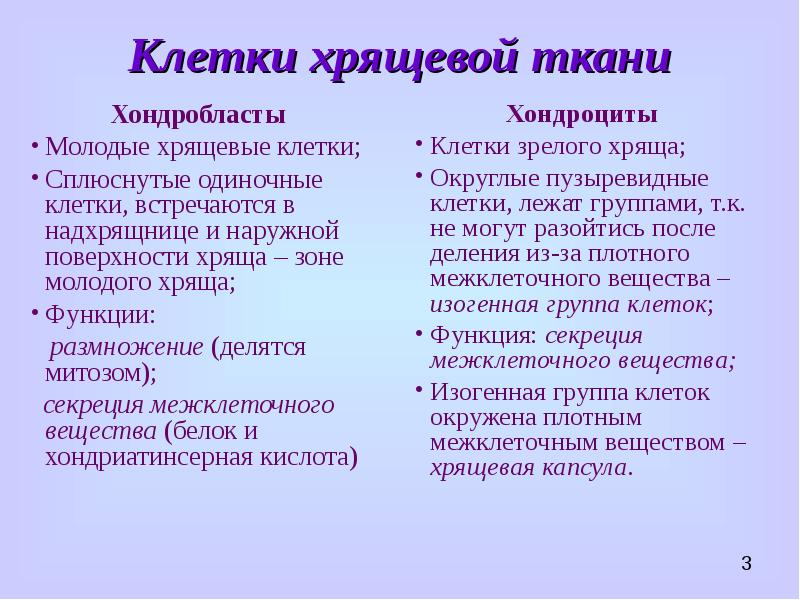 Клетки хрящевой ткани
Хондробласты
• Молодые хрящевые клетки;
• Сплюснутые одиночные
клетки, встречаются в
надхрящнице и наружной
поверхности хряща – зоне
молодого хряща;
• Функции:
размножение (делятся
митозом);
секреция межклеточного
вещества (белок и
хондриатинсерная кислота)
Хондроциты
• Клетки зрелого хряща;
• Округлые пузыревидные
клетки, лежат группами, т.к.
не могут разойтись после
деления из-за плотного
межклеточного вещества –
изогенная группа клеток;
• Функция: секреция
межклеточного вещества;
• Изогенная группа клеток
окружена плотным
межклеточным веществом –
хрящевая капсула.
3